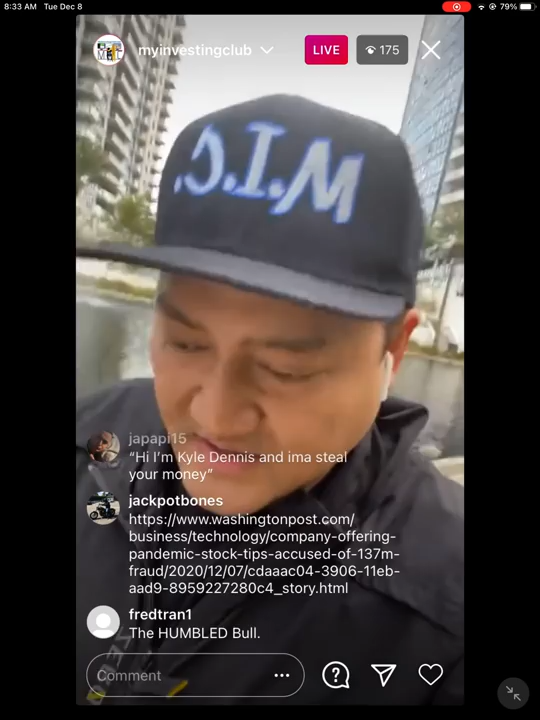 8:33 AM Tue Dec 8
79%
myinvestingclub
LIVE
175
M.I.C.
japapi15
“Hi I’m Kyle Dennis and ima steal
your money”
jackpotbones
https://www.washingtonpost.com/
business/technology/company-offering-
pandemic-stock-tips-accused-of-137m-
fraud/2020/12/07/cdaaac04-3906-11eb-
aad9-8959227280c4_story.html
fredtran1
The HUMBLED Bull.
Comment